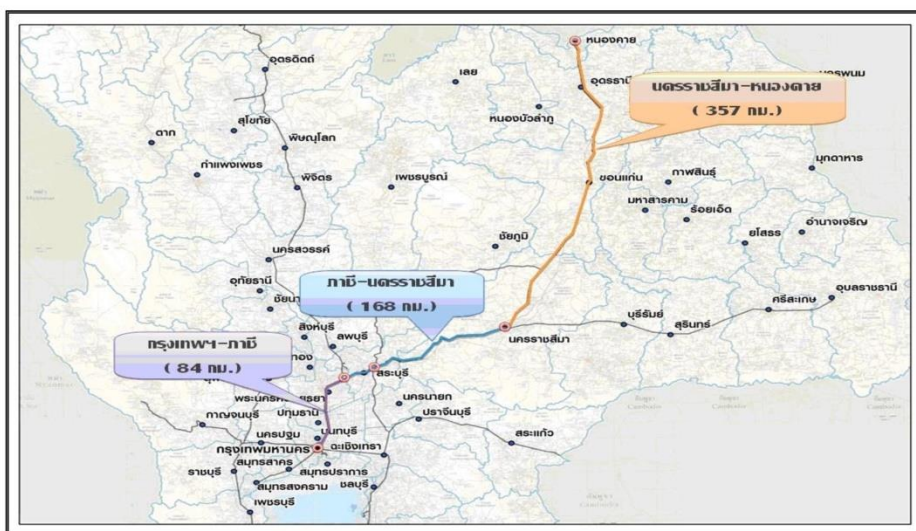 หนองคาย
อุตรดิตถ์
เลย
อุดรธานี
นครราชสีมา-หนองคาย
( 357 กม.)
หนองบัวลำภู
สุโขทัย
ตาก
พิษณุโลก
กำแพงเพชร
พิจิตร
เพชรบูรณ์
ขอนแก่น
กาฬสินธุ์
มุกดาหาร
มหาสารคาม
ร้อยเอ็ด
ชัยภูมิ
ยโสธร
อำนาจเจริญ
นครสวรรค์
อุทัยธานี
ภาชี-นครราชสีมา
( 168 กม.)
อุบลราชธานี
ศรีสะเกษ
สิงห์บุรี
ลพบุรี
นครราชสีมา
บุรีรัมย์
สุรินทร์
กรุงเทพฯ-ภาชี
( 84 กม.)
สระบุรี
นครนายก
ปราจีนบุรี
กาญจนบุรี
นครปฐม
สระแก้ว
กรุงเทพมหานคร
ฉะเชิงเทรา
ราชบุรี
สมุทรสาคร
สมุทรปราการ
สมุทรสงคราม
ชลบุรี
เพชรบุรี